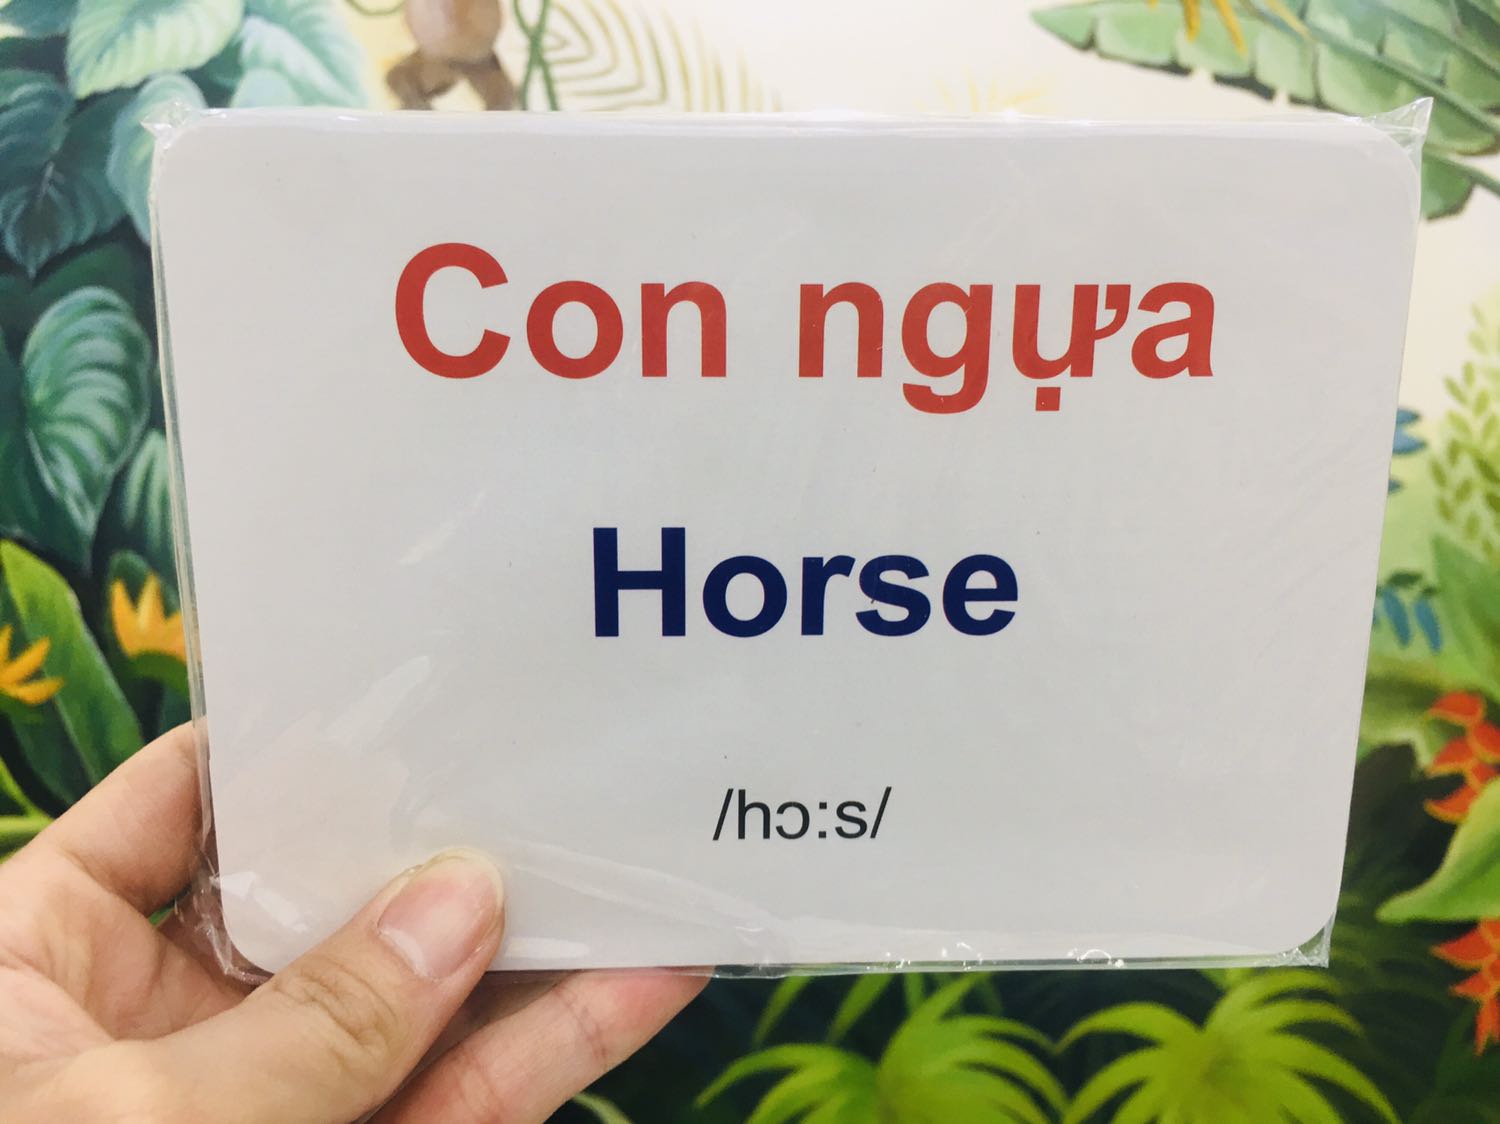 Con ngựa
Horse
/hɔ:s/